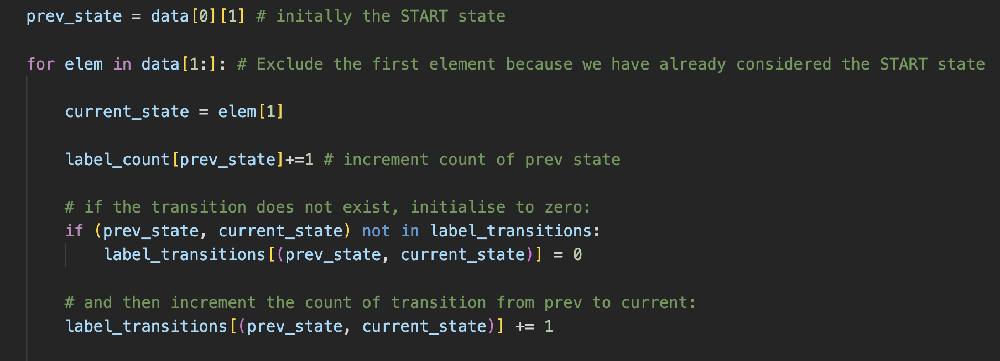 prev_state = data[0][1] # initally the START state
for elem in data[1:]: # Exclude the first element because we have already considered the START state
current_state = elem[1]
label_count[prev_state]+=1 # increment count of prev state
# if the transition does not exist, initialise to zero:
if (prev_state, current_state) not in label_transitions:
label_transitions[(prev_state, current_state)] = 0
# and then increment the count of transition from prev to current:
label_transitions[(prev_state, current_state)] += 1